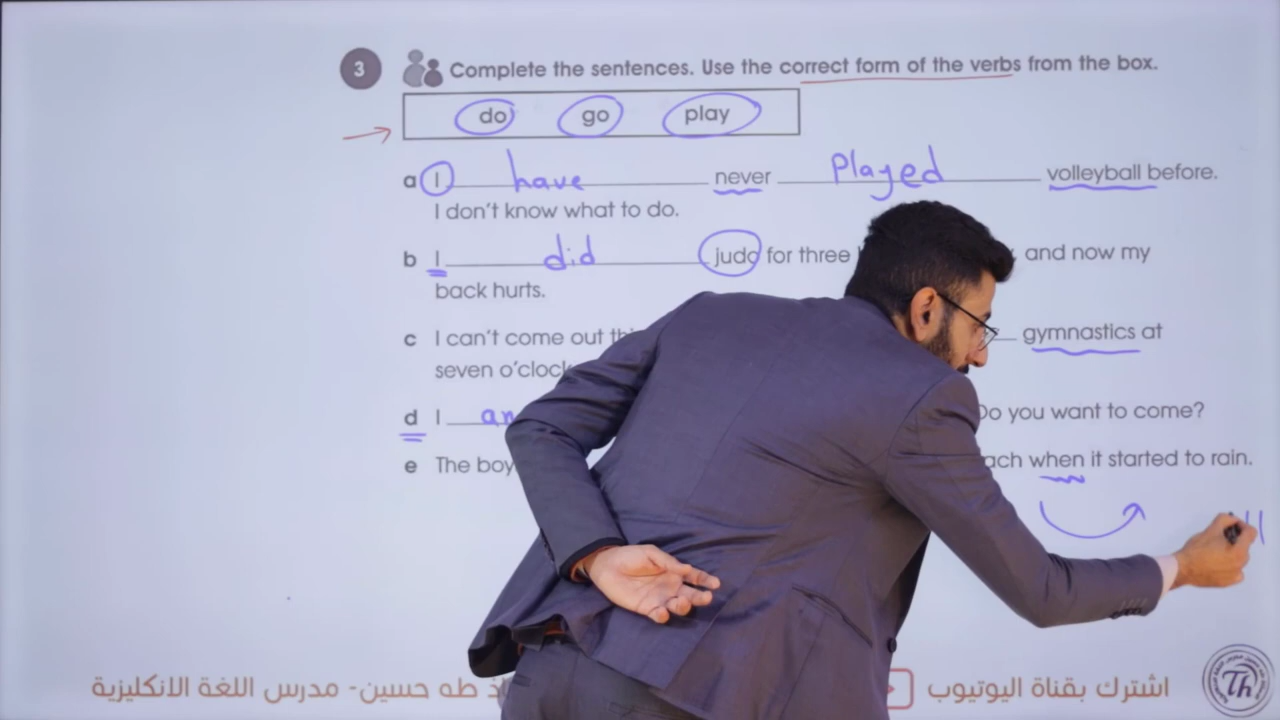 3 Complete the sentences. Use the correct form of the verbs from the box.
do go play
a I have never Played volleyball before.
I don't know what to do.
b I did judo for three and now my
back hurts.
c I can't come out gymnastics at
seven o'clock
d I Do you want to come?
e The boy when it started to rain.
اشترك بقناة اليوتيوب طه حسين- مدرس اللغة الانكليزية
Th